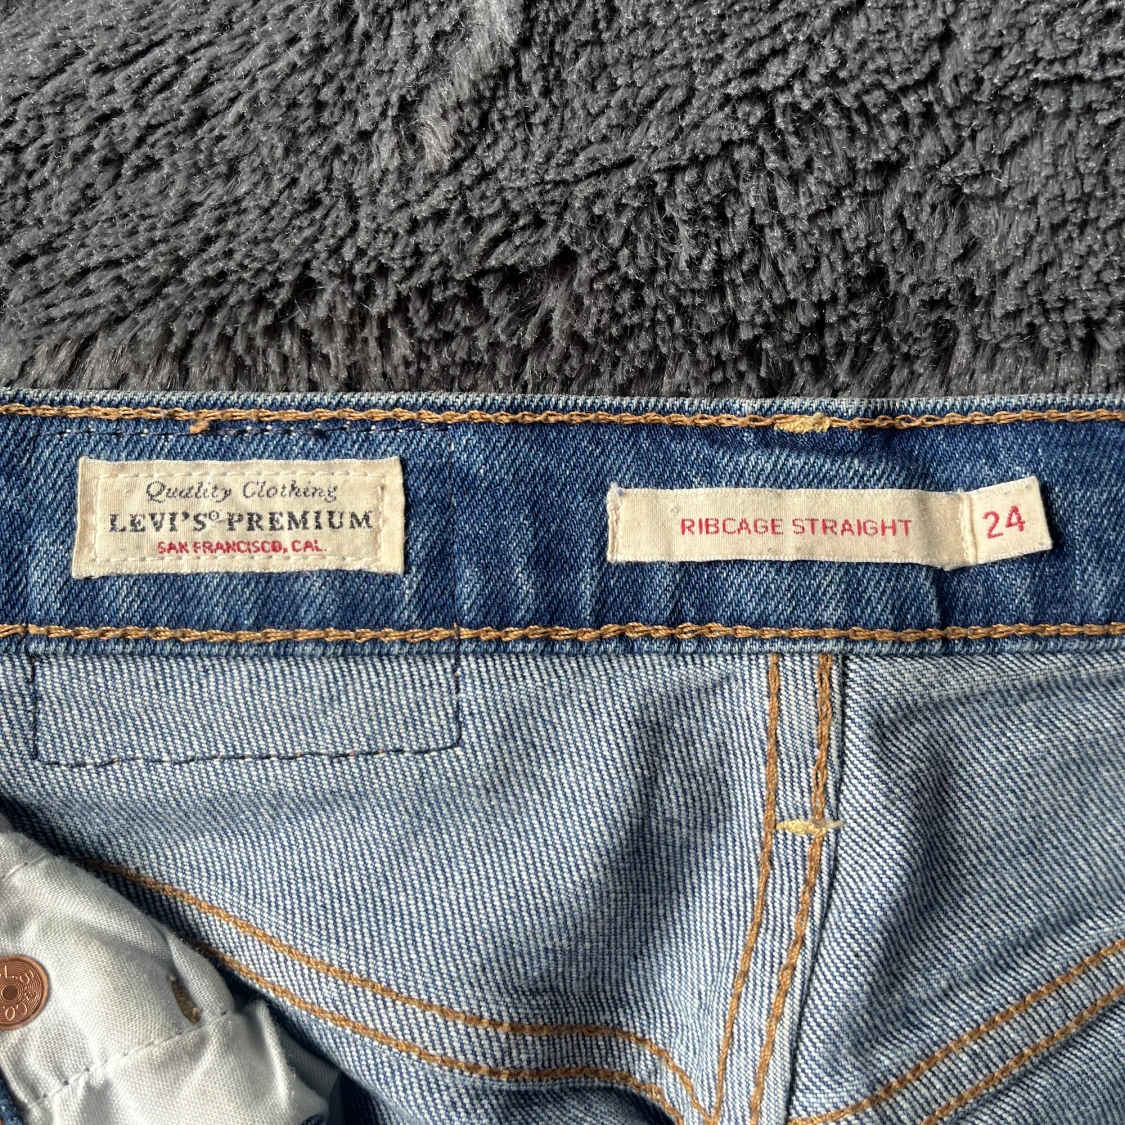 Quality Clothing
LEVI'S® PREMIUM
SAN FRANCISCO, CAL.
RIBCAGE STRAIGHT
24